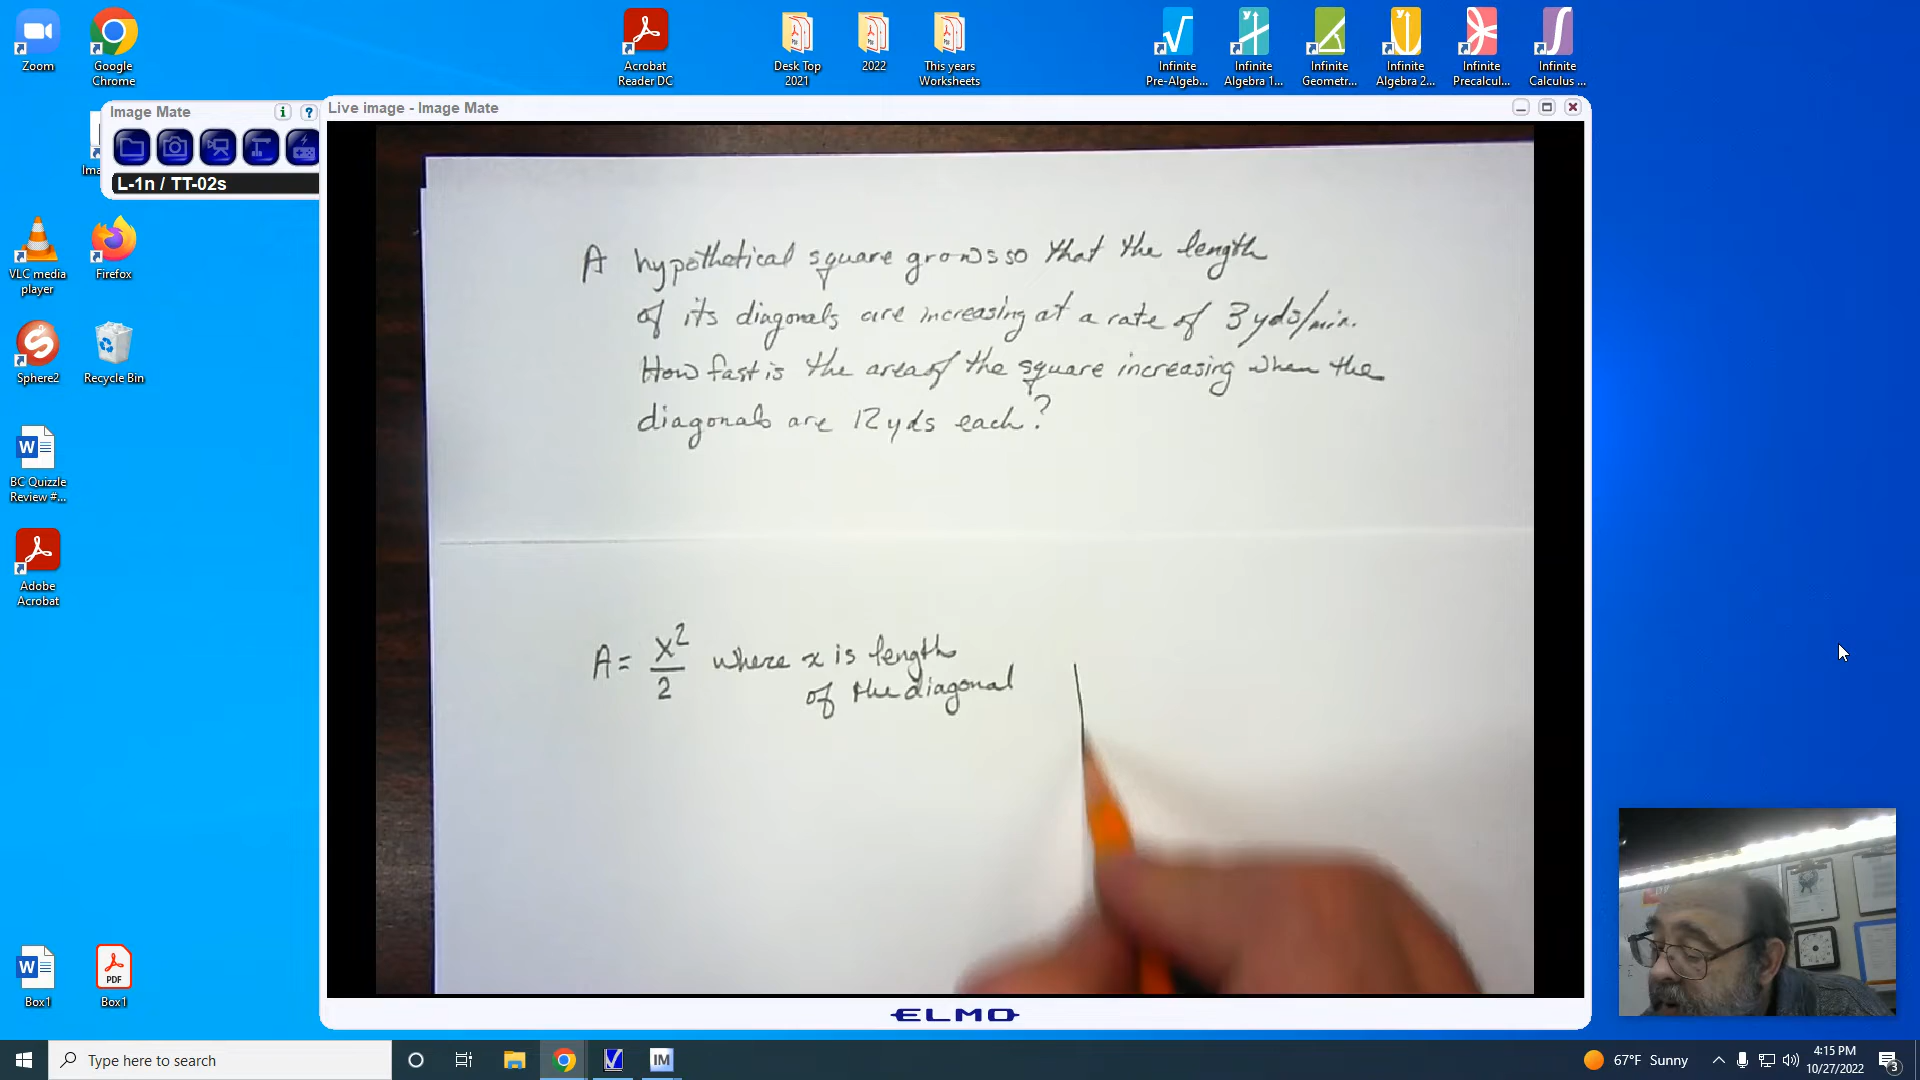 Zoom
Google Chrome
Acrobat Reader DC
Desk Top 2021
2022
This years Worksheets
Infinite Pre-Algeb...
Infinite Algebra 1...
Infinite Geometr...
Infinite Algebra 2...
Infinite Precalcul...
Infinite Calculus ...
Image Mate
Live image - Image Mate
L-1n / TT-02s
VLC media player
Firefox
Sphere2
Recycle Bin
BC Quizzle Review #...
Adobe Acrobat
Box1
PDF
Box1
A hypothetical square grows so that the length
of its diagonals are increasing at a rate of 3 yds/min.
How fast is the area of the square increasing when the
diagonals are 12 yds each?
A = x²/2 where x is length
of the diagonal
ELMO
Type here to search
IM
67°F Sunny
4:15 PM
10/27/2022
3